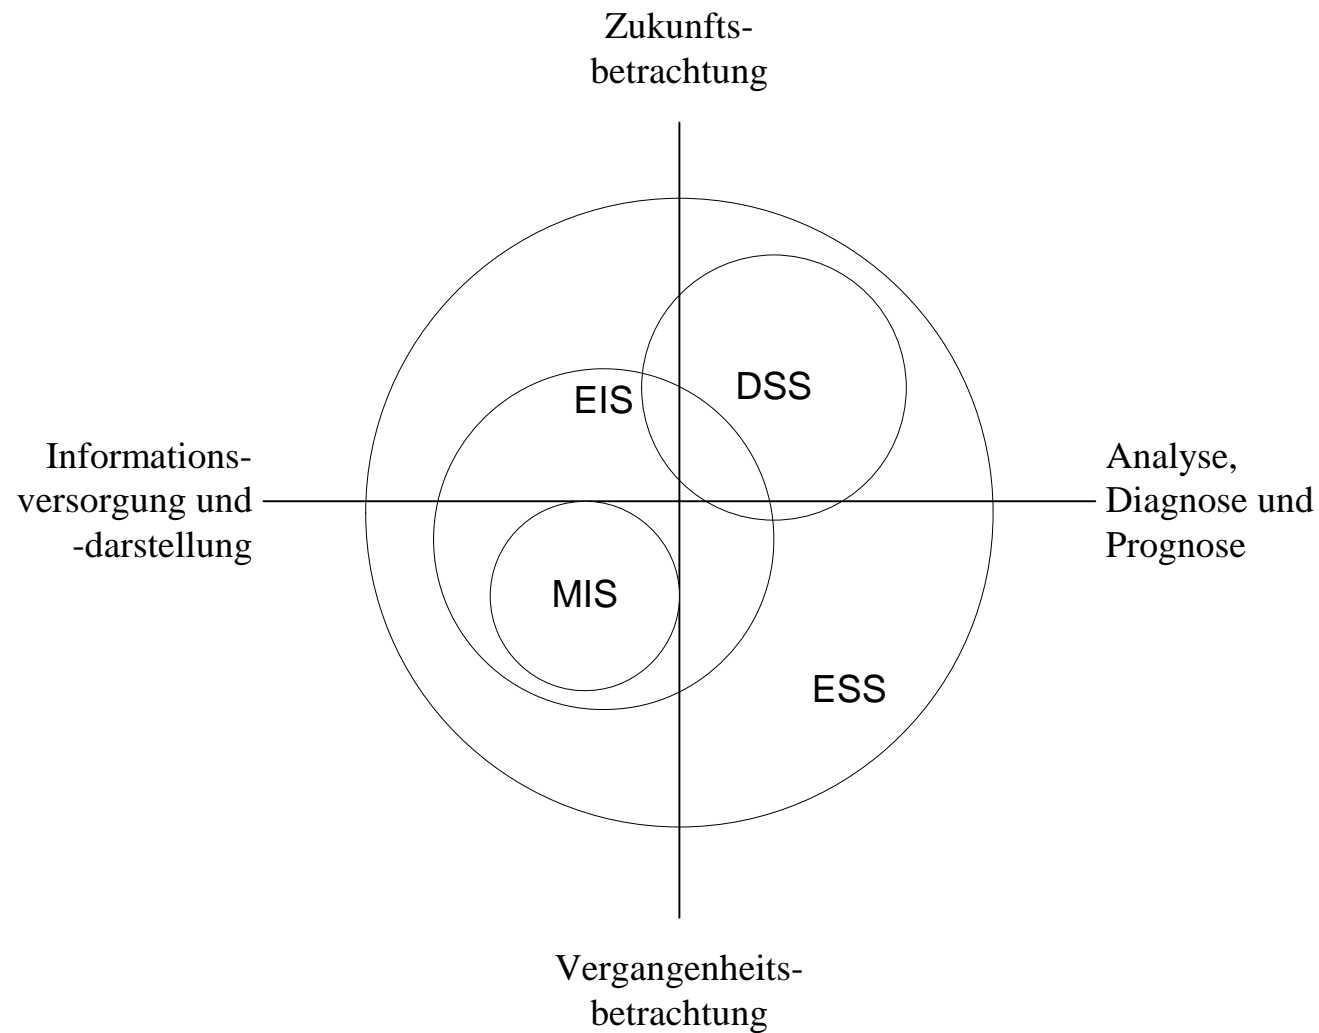 Zukunfts-
betrachtung
EIS
DSS
Informations-
versorgung und
-darstellung
Analyse,
Diagnose und
Prognose
MIS
ESS
Vergangenheits-
betrachtung